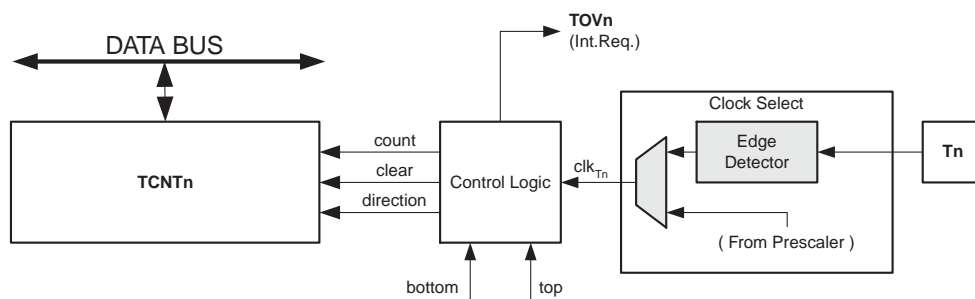 TOVn
(Int.Req.)
DATA BUS
Clock Select
TCNTn
count
clear
direction
Control Logic
clkTn
Edge
Detector
Tn
( From Prescaler )
bottom
top